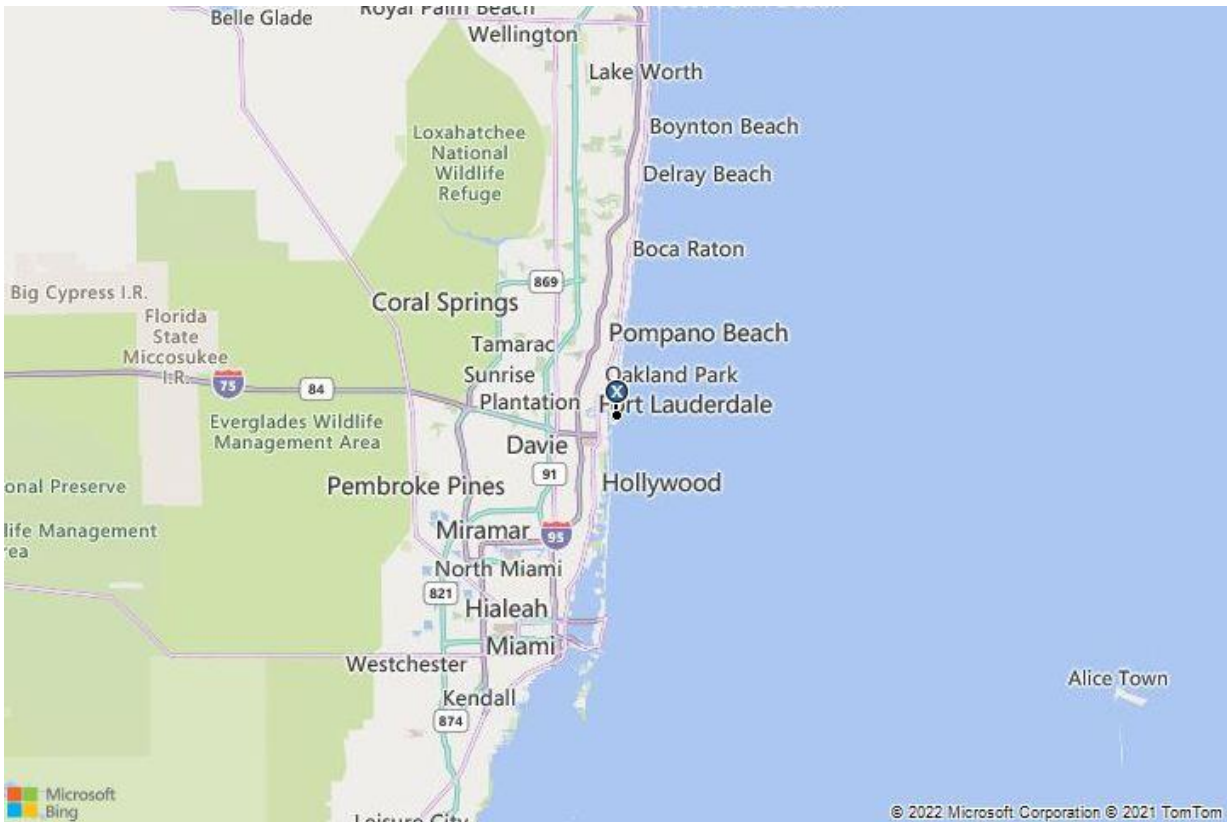 Royal Palm Beach
Belle Glade
Wellington
Lake Worth
Boynton Beach
Loxahatchee
National
Wildlife
Refuge
Delray Beach
Boca Raton
869
Big Cypress I.R.
Coral Springs
Florida
State
Miccosukee
I.R.
Pompano Beach
Tamarac
Sunrise
Oakland Park
75
84
X
Plantation
Fort Lauderdale
Everglades Wildlife
Management Area
Davie
91
Hollywood
onal Preserve
Pembroke Pines
life Management
rea
Miramar
95
North Miami
821
Hialeah
Miami
Westchester
Alice Town
Kendall
874
Microsoft
Bing
Leisure City
© 2022 Microsoft Corporation © 2021 TomTom